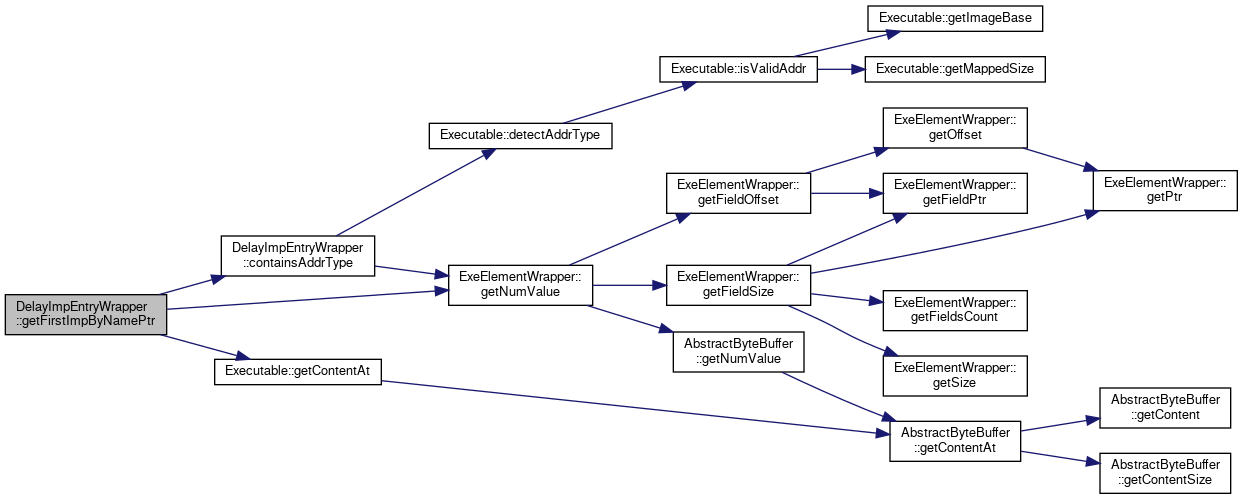 Executable::getImageBase
Executable::isValidAddr
Executable::getMappedSize
Executable::detectAddrType
ExeElementWrapper::
getOffset
ExeElementWrapper::
getFieldOffset
ExeElementWrapper::
getFieldPtr
ExeElementWrapper::
getPtr
DelayImpEntryWrapper
::containsAddrType
ExeElementWrapper::
getNumValue
ExeElementWrapper::
getFieldSize
ExeElementWrapper::
getFieldsCount
DelayImpEntryWrapper
::getFirstImpByNamePtr
AbstractByteBuffer
::getNumValue
ExeElementWrapper::
getSize
Executable::getContentAt
AbstractByteBuffer
::getContentAt
AbstractByteBuffer
::getContent
AbstractByteBuffer
::getContentSize